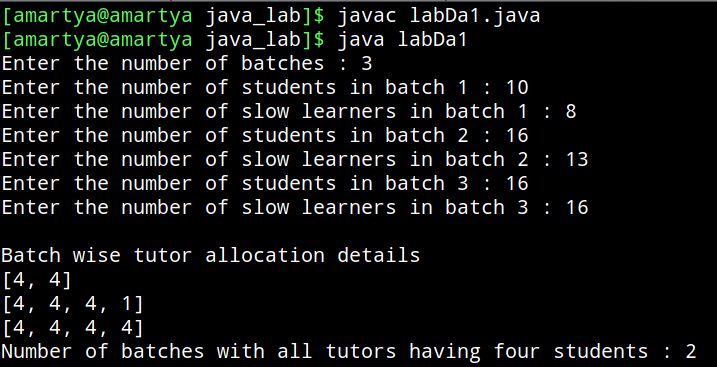 [amartya@amartya java_lab]$ javac labDa1.java
[amartya@amartya java_lab]$ java labDa1
Enter the number of batches : 3
Enter the number of students in batch 1 : 10
Enter the number of slow learners in batch 1 : 8
Enter the number of students in batch 2 : 16
Enter the number of slow learners in batch 2 : 13
Enter the number of students in batch 3 : 16
Enter the number of slow learners in batch 3 : 16
Batch wise tutor allocation details
[4, 4]
[4, 4, 4, 1]
[4, 4, 4, 4]
Number of batches with all tutors having four students : 2